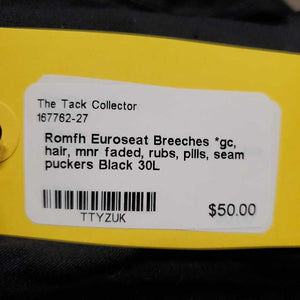 The Tack Collector
167762-27
Romfh Euroseat Breeches *gc,
hair, mnr faded, rubs, pills, seam
puckers Black 30L
TTYZUK
$50.00